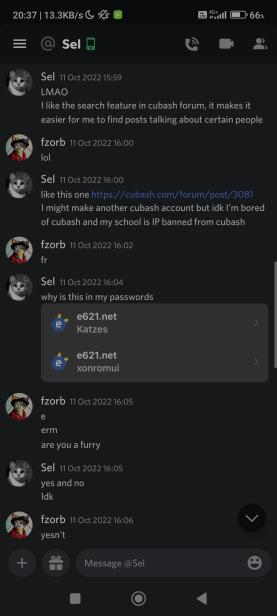 20:37 | 13.3KB/s
4G+
66%
@ Sel
Sel 11 Oct 2022 15:59
LMAO
I like the search feature in cubash forum, it makes it
easier for me to find posts talking about certain people
fzorb 11 Oct 2022 16:00
lol
Sel 11 Oct 2022 16:00
like this one https://cubash.com/forum/post/3081
I might make another cubash account but idk I'm bored
of cubash and my school is IP banned from cubash
fzorb 11 Oct 2022 16:02
fr
Sel 11 Oct 2022 16:04
why is this in my passwords
e621.net
Katzes
e621.net
xonromui
fzorb 11 Oct 2022 16:05
e
erm
are you a furry
Sel 11 Oct 2022 16:05
yes and no
Idk
fzorb 11 Oct 2022 16:06
yesn't
Message @Sel